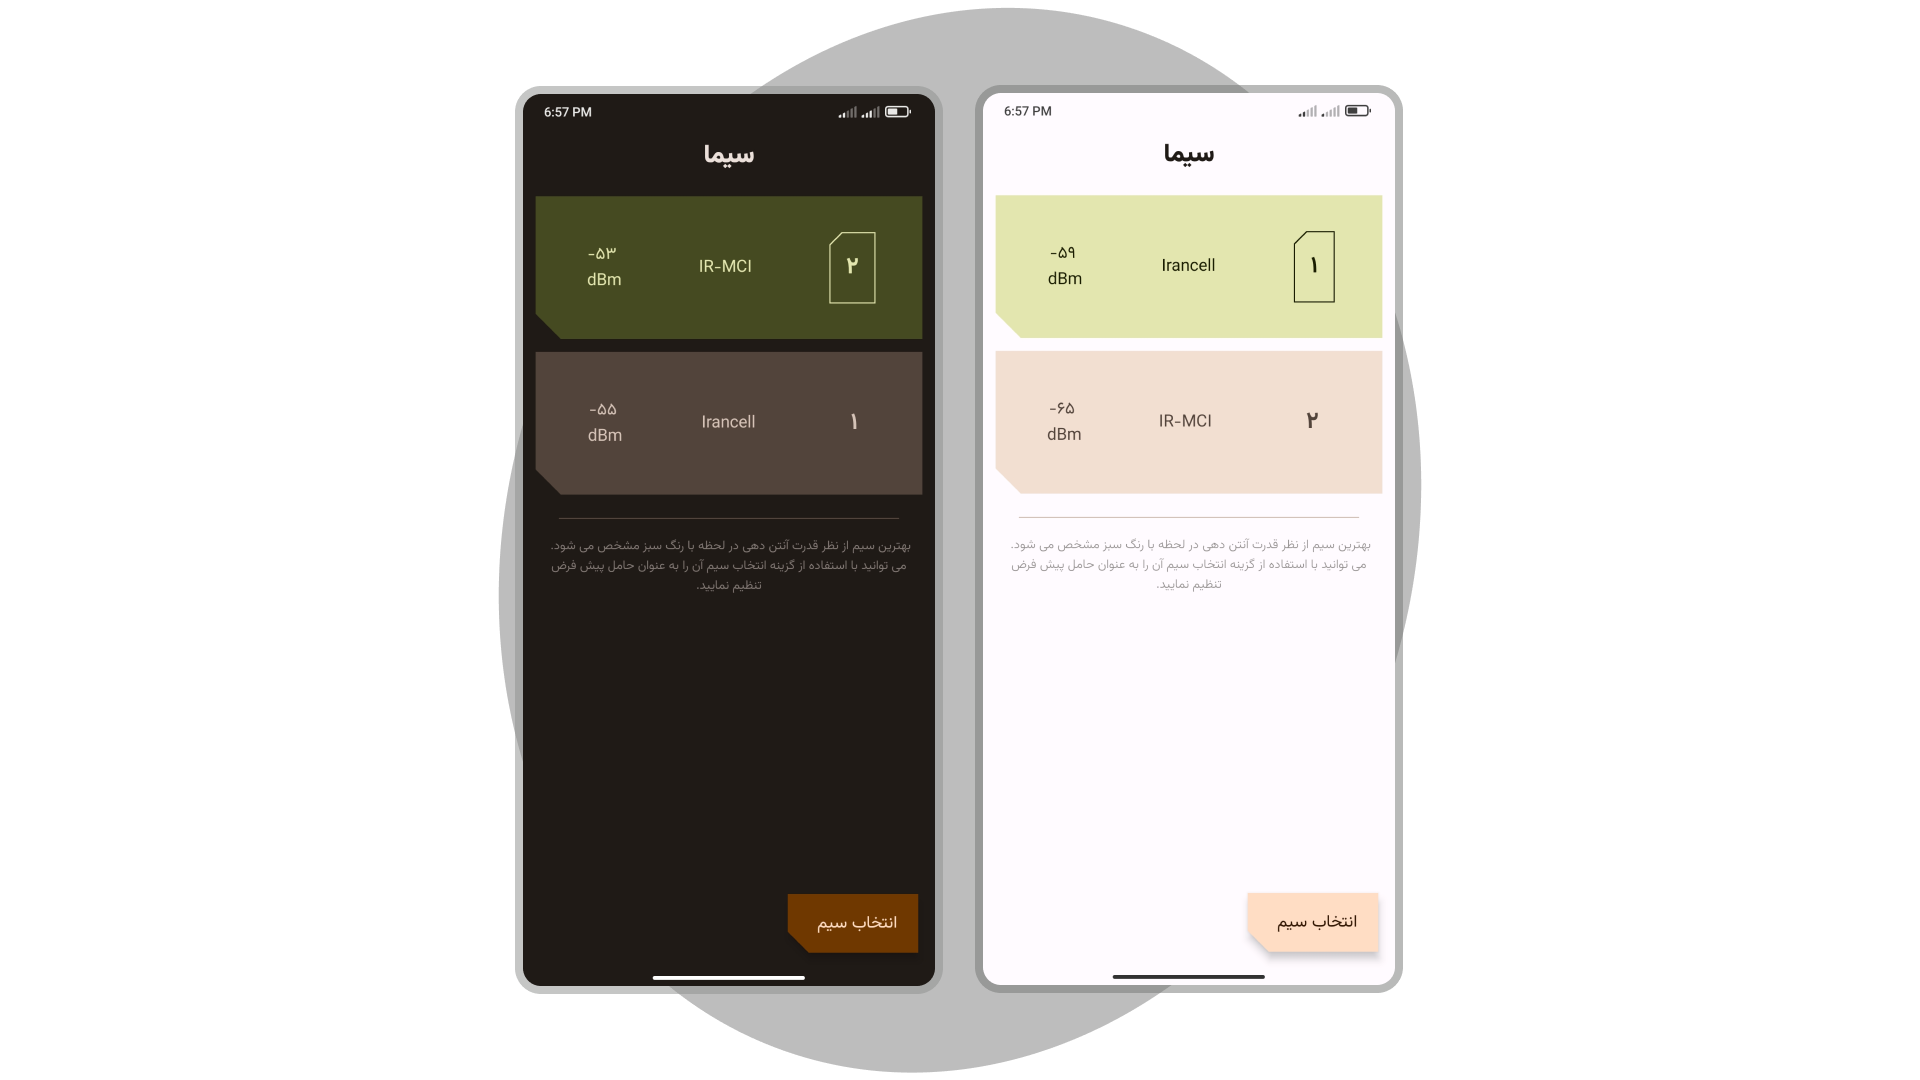 6:57 PM
سیما
۲
IR-MCI
-۵۳
dBm
۱
Irancell
-۵۵
dBm
بهترین سیم از نظر قدرت آنتن دهی در لحظه با رنگ سبز مشخص می شود.
می توانید با استفاده از گزینه انتخاب سیم آن را به عنوان حامل پیش فرض
تنظیم نمایید.
انتخاب سیم
6:57 PM
سیما
۱
Irancell
-۵۹
dBm
۲
IR-MCI
-۶۵
dBm
بهترین سیم از نظر قدرت آنتن دهی در لحظه با رنگ سبز مشخص می شود.
می توانید با استفاده از گزینه انتخاب سیم آن را به عنوان حامل پیش فرض
تنظیم نمایید.
انتخاب سیم